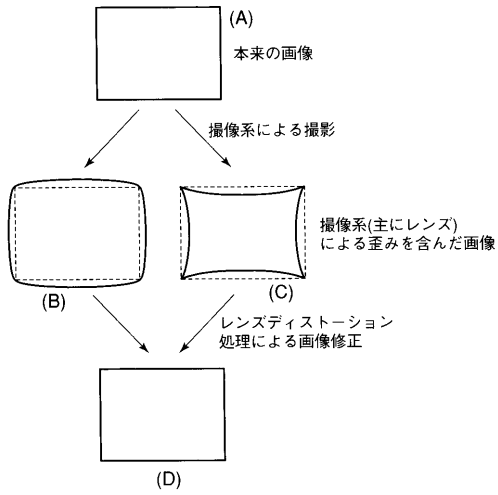 (A)
本来の画像
撮像系による撮影
撮像系(主にレンズ)
による歪みを含んだ画像
(B)
(C)
レンズディストーション
処理による画像修正
(D)